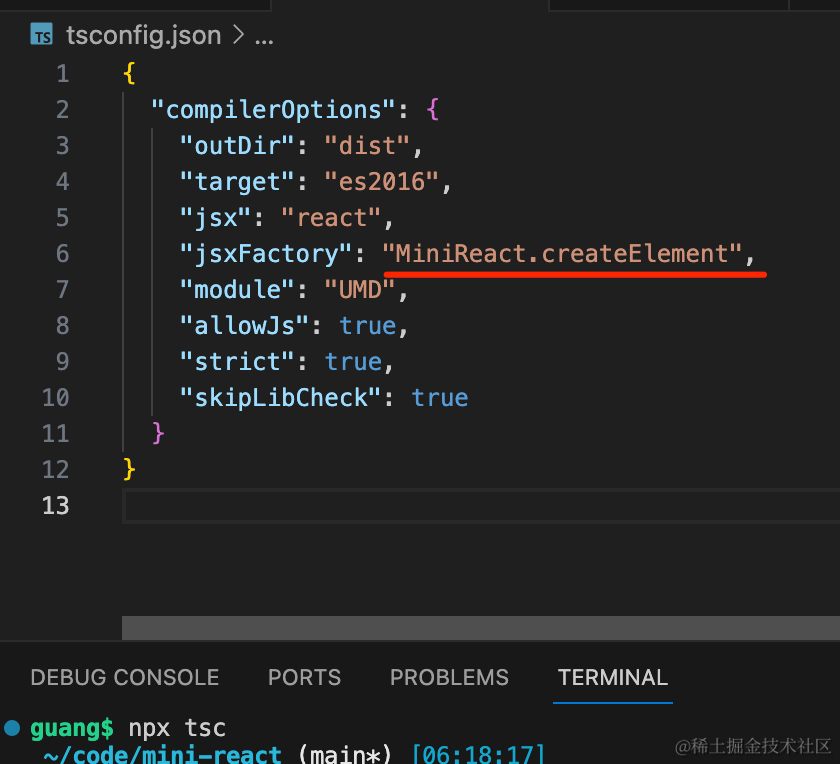 TS tsconfig.json > ...
1 {
2 "compilerOptions": {
3 "outDir": "dist",
4 "target": "es2016",
5 "jsx": "react",
6 "jsxFactory": "MiniReact.createElement",
7 "module": "UMD",
8 "allowJs": true,
9 "strict": true,
10 "skipLibCheck": true
11 }
12 }
13
DEBUG CONSOLE PORTS PROBLEMS TERMINAL
guang$ npx tsc
~/code/mini-react (main*) [06:18:17]
@稀土掘金技术社区